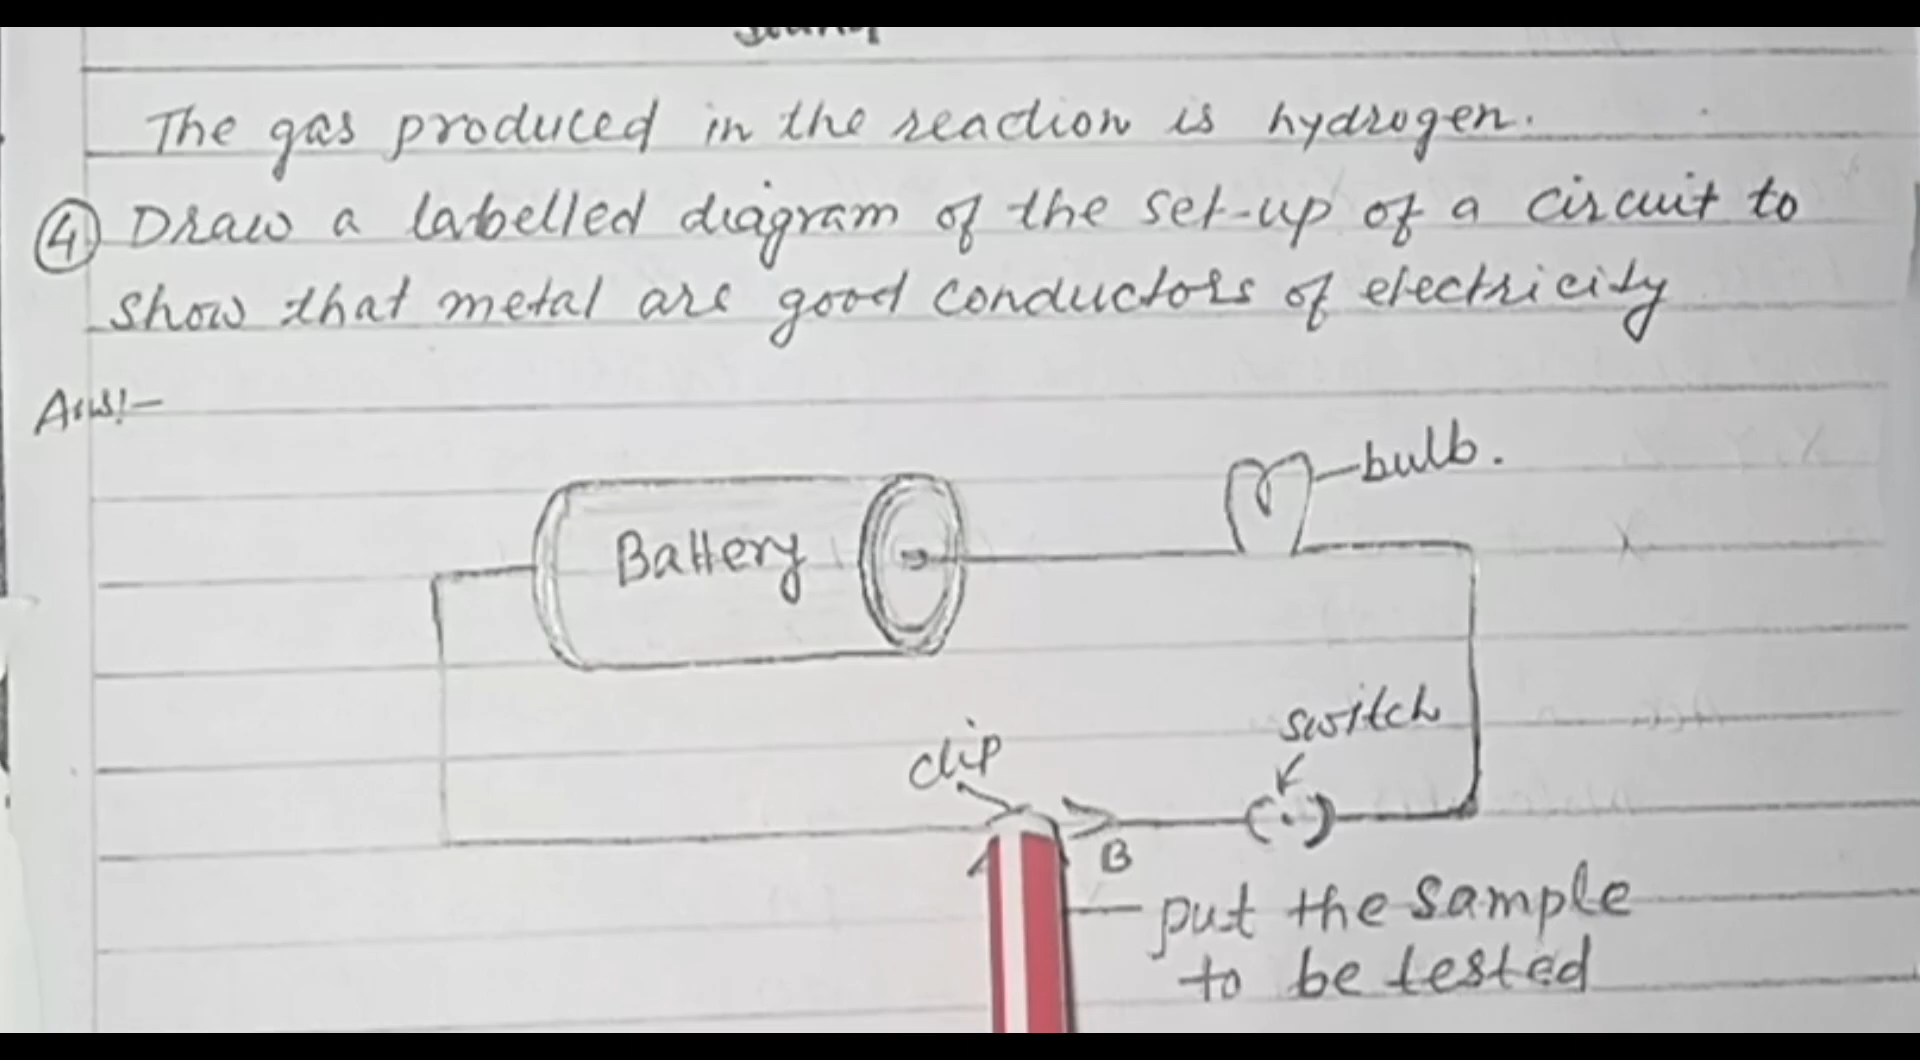 The gas produced in the reaction is hydrogen.
④ Draw a labelled diagram of the set-up of a circuit to
show that metal are good conductors of electricity
Ans:-
bulb.
Battery
switch
clip
B
put the sample
to be tested